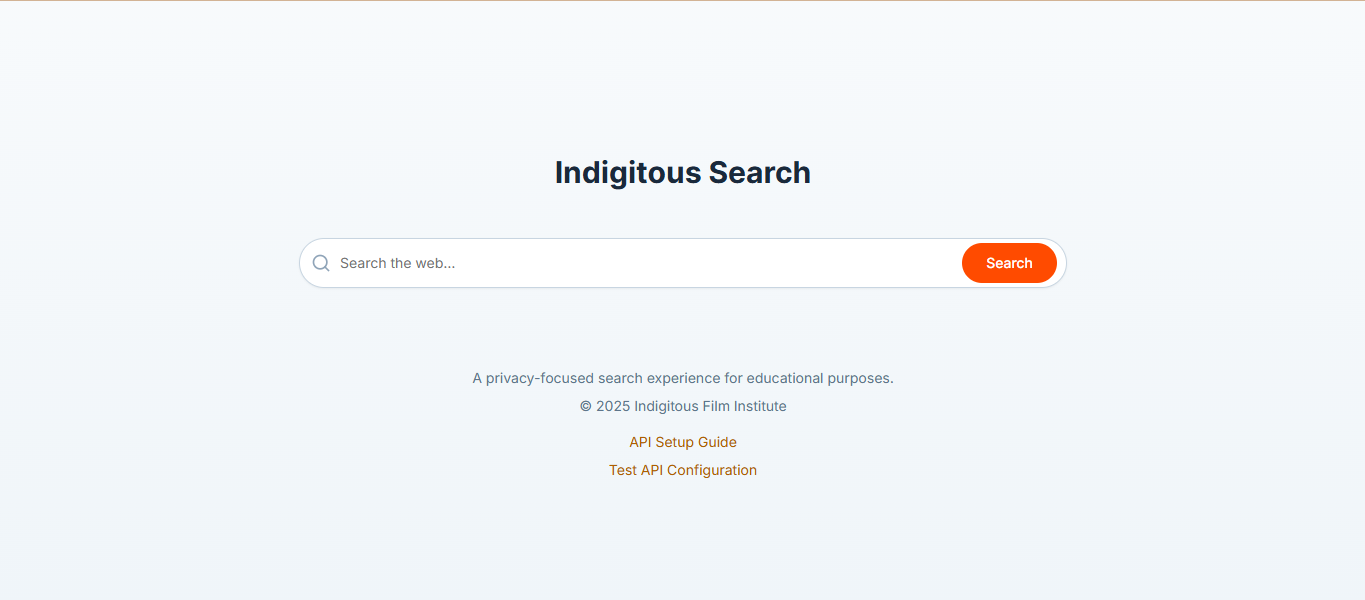 Indigitous Search
Search the web...
Search
A privacy-focused search experience for educational purposes.
© 2025 Indigitous Film Institute
API Setup Guide
Test API Configuration